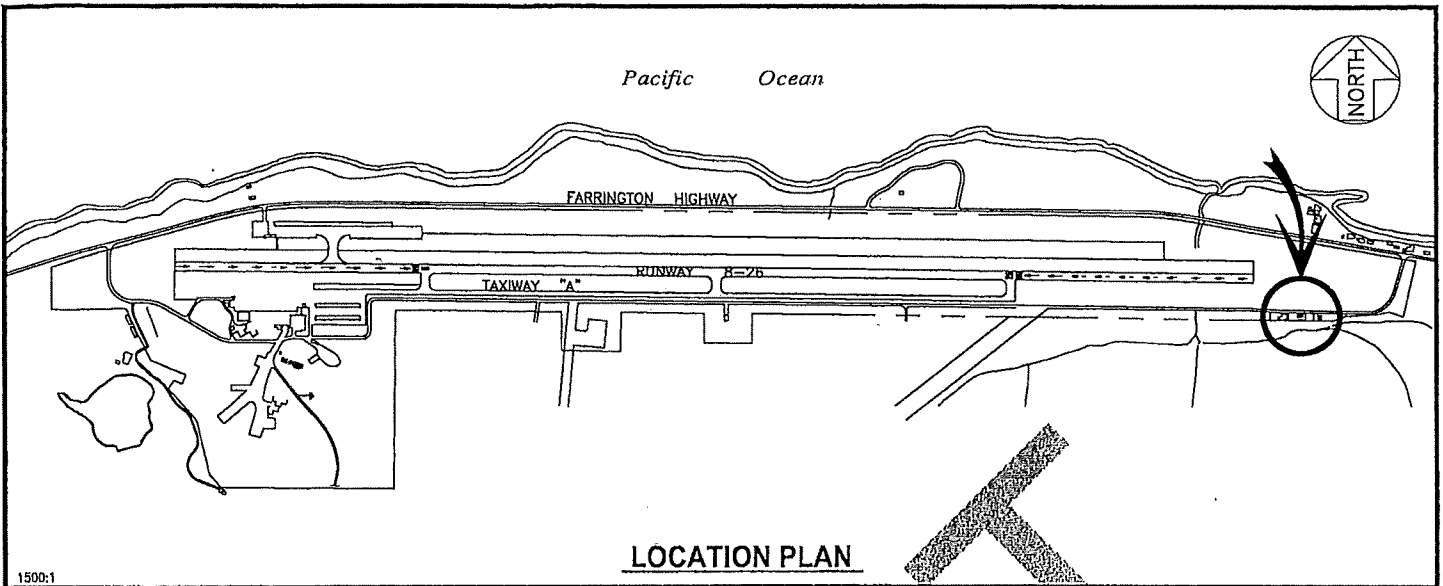 Pacific Ocean
NORTH
FARRINGTON HIGHWAY
RUNWAY 8-26
TAXIWAY "A"
LOCATION PLAN
1500:1